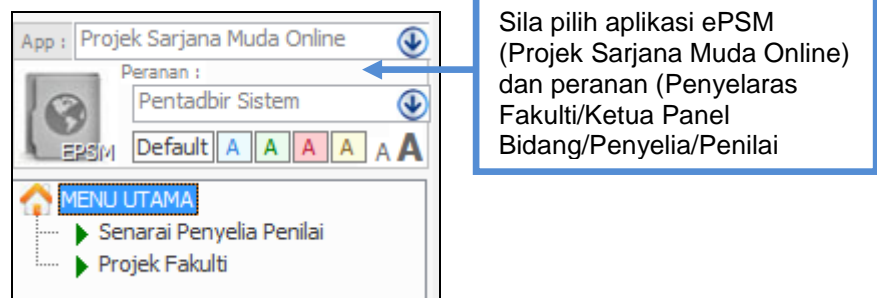 App : Projek Sarjana Muda Online
Peranan :
Pentadbir Sistem
EPSM
Default A A A A A A
MENU UTAMA
Senarai Penyelia Penilai
Projek Fakulti
Sila pilih aplikasi ePSM
(Projek Sarjana Muda Online)
dan peranan (Penyelaras
Fakulti/Ketua Panel
Bidang/Penyelia/Penilai